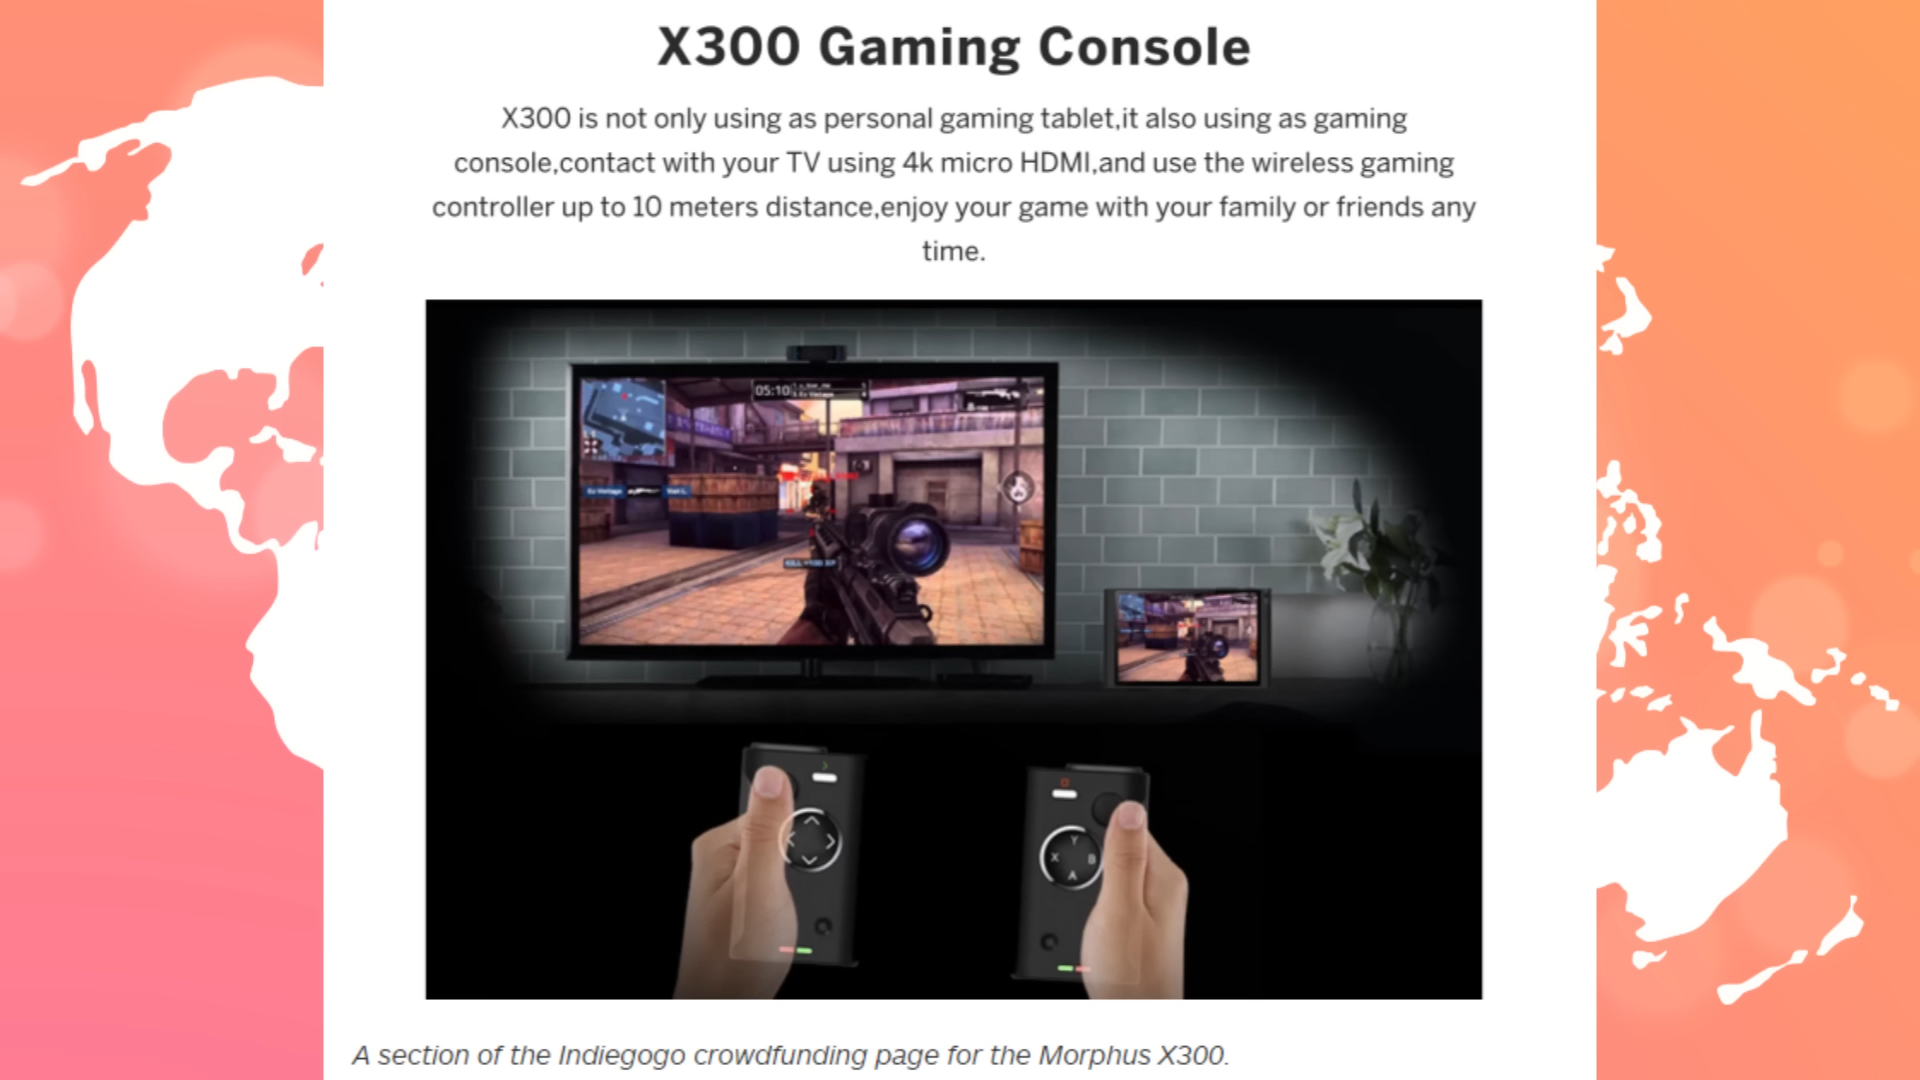 X300 Gaming Console
X300 is not only using as personal gaming tablet,it also using as gaming
console,contact with your TV using 4k micro HDMI,and use the wireless gaming
controller up to 10 meters distance,enjoy your game with your family or friends any
time.
05:10
KILL +100 XP
Y
X B
A
A section of the Indiegogo crowdfunding page for the Morphus X300.